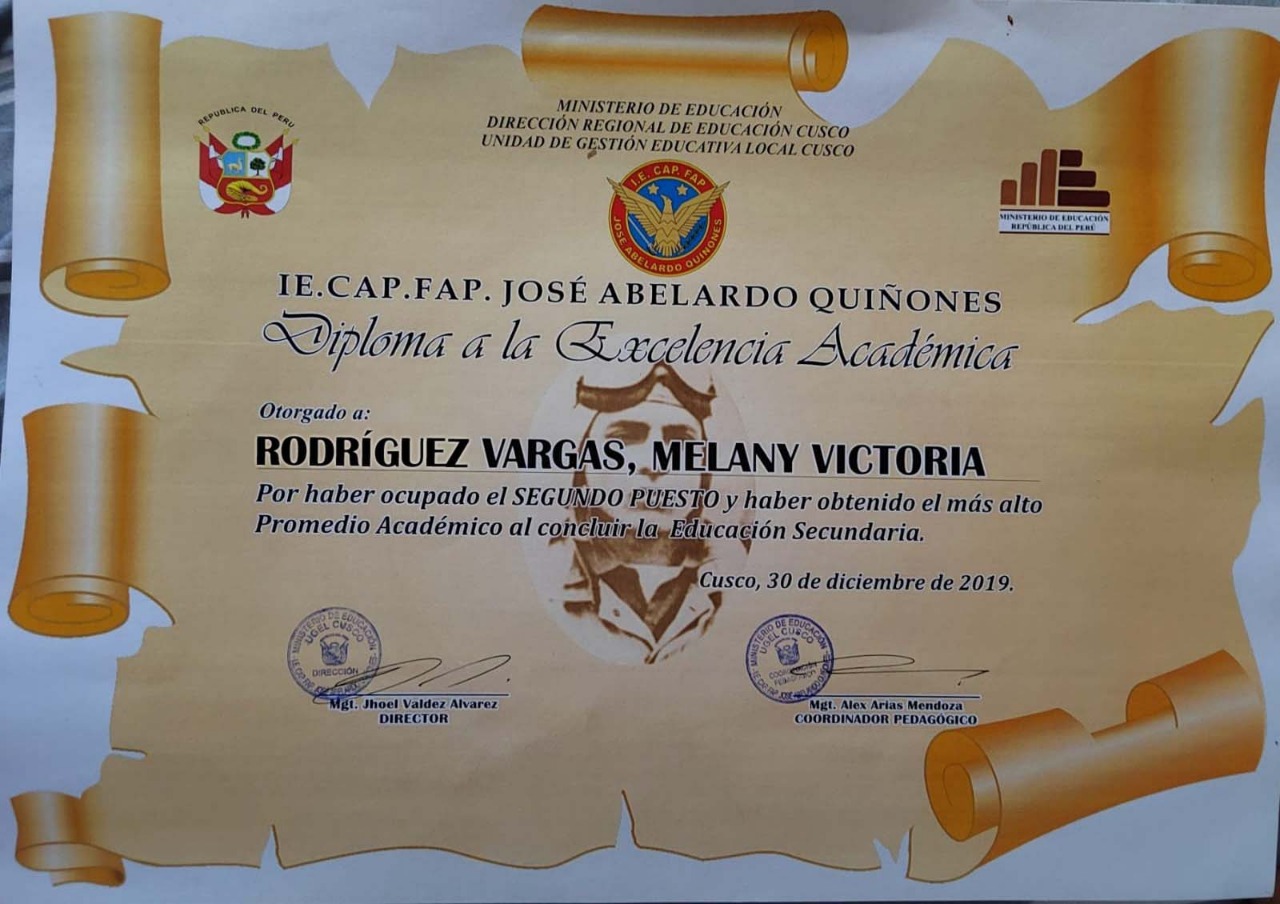 MINISTERIO DE EDUCACIÓN
DIRECCIÓN REGIONAL DE EDUCACIÓN CUSCO
UNIDAD DE GESTIÓN EDUCATIVA LOCAL CUSCO
REPUBLICA DEL PERU
I.E. CAP. FAP
JOSE ABELARDO QUIÑONES
MINISTERIO DE EDUCACIÓN
REPÚBLICA DEL PERÚ
IE.CAP.FAP. JOSÉ ABELARDO QUIÑONES
Diploma a la Excelencia Académica
Otorgado a:
RODRÍGUEZ VARGAS, MELANY VICTORIA
Por haber ocupado el SEGUNDO PUESTO y haber obtenido el más alto
Promedio Académico al concluir la Educación Secundaria.
Cusco, 30 de diciembre de 2019.
MINISTERIO DE EDUCACIÓN
UGEL CUSCO
DIRECCIÓN
Mgt. Jhoel Valdez Alvarez
DIRECTOR
MINISTERIO DE EDUCACIÓN
UGEL CUSCO
Mgt. Alex Arias Mendoza
COORDINADOR PEDAGÓGICO